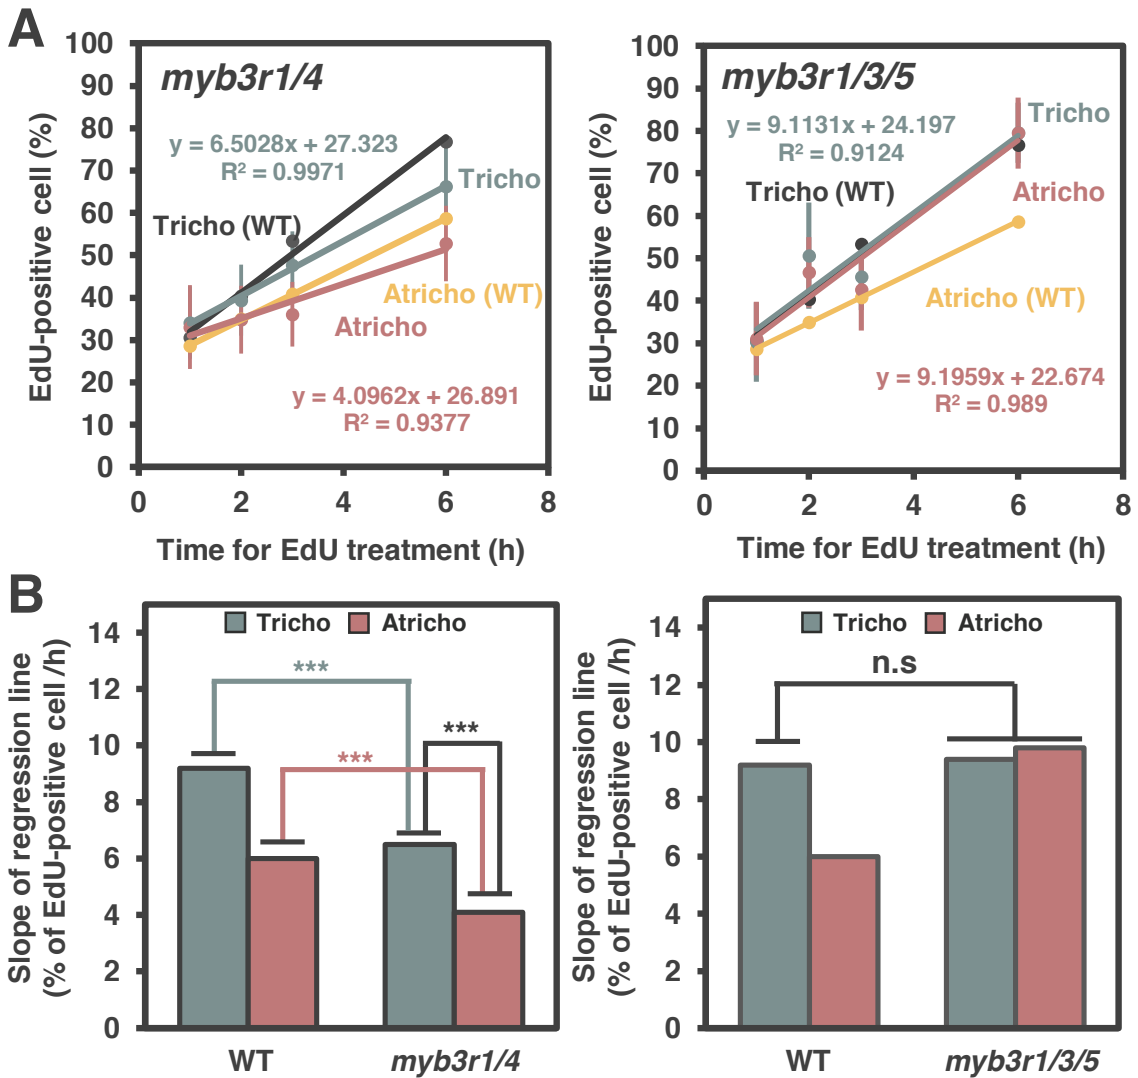 A
myb3r1/4
EdU-positive cell (%)
100
90
80
70
60
50
40
30
20
10
0
y = 6.5028x + 27.323
R² = 0.9971
Tricho
Tricho (WT)
Atricho (WT)
Atricho
y = 4.0962x + 26.891
R² = 0.9377
0
2
4
6
8
Time for EdU treatment (h)
myb3r1/3/5
EdU-positive cell (%)
100
90
80
70
60
50
40
30
20
10
0
y = 9.1131x + 24.197
R² = 0.9124
Tricho
Tricho (WT)
Atricho
Atricho (WT)
y = 9.1959x + 22.674
R² = 0.989
0
2
4
6
8
Time for EdU treatment (h)
B
Slope of regression line
(% of EdU-positive cell /h)
14
12
10
8
6
4
2
0
Tricho
Atricho
***
***
***
WT
myb3r1/4
Slope of regression line
(% of EdU-positive cell /h)
14
12
10
8
6
4
2
0
Tricho
Atricho
n.s
WT
myb3r1/3/5